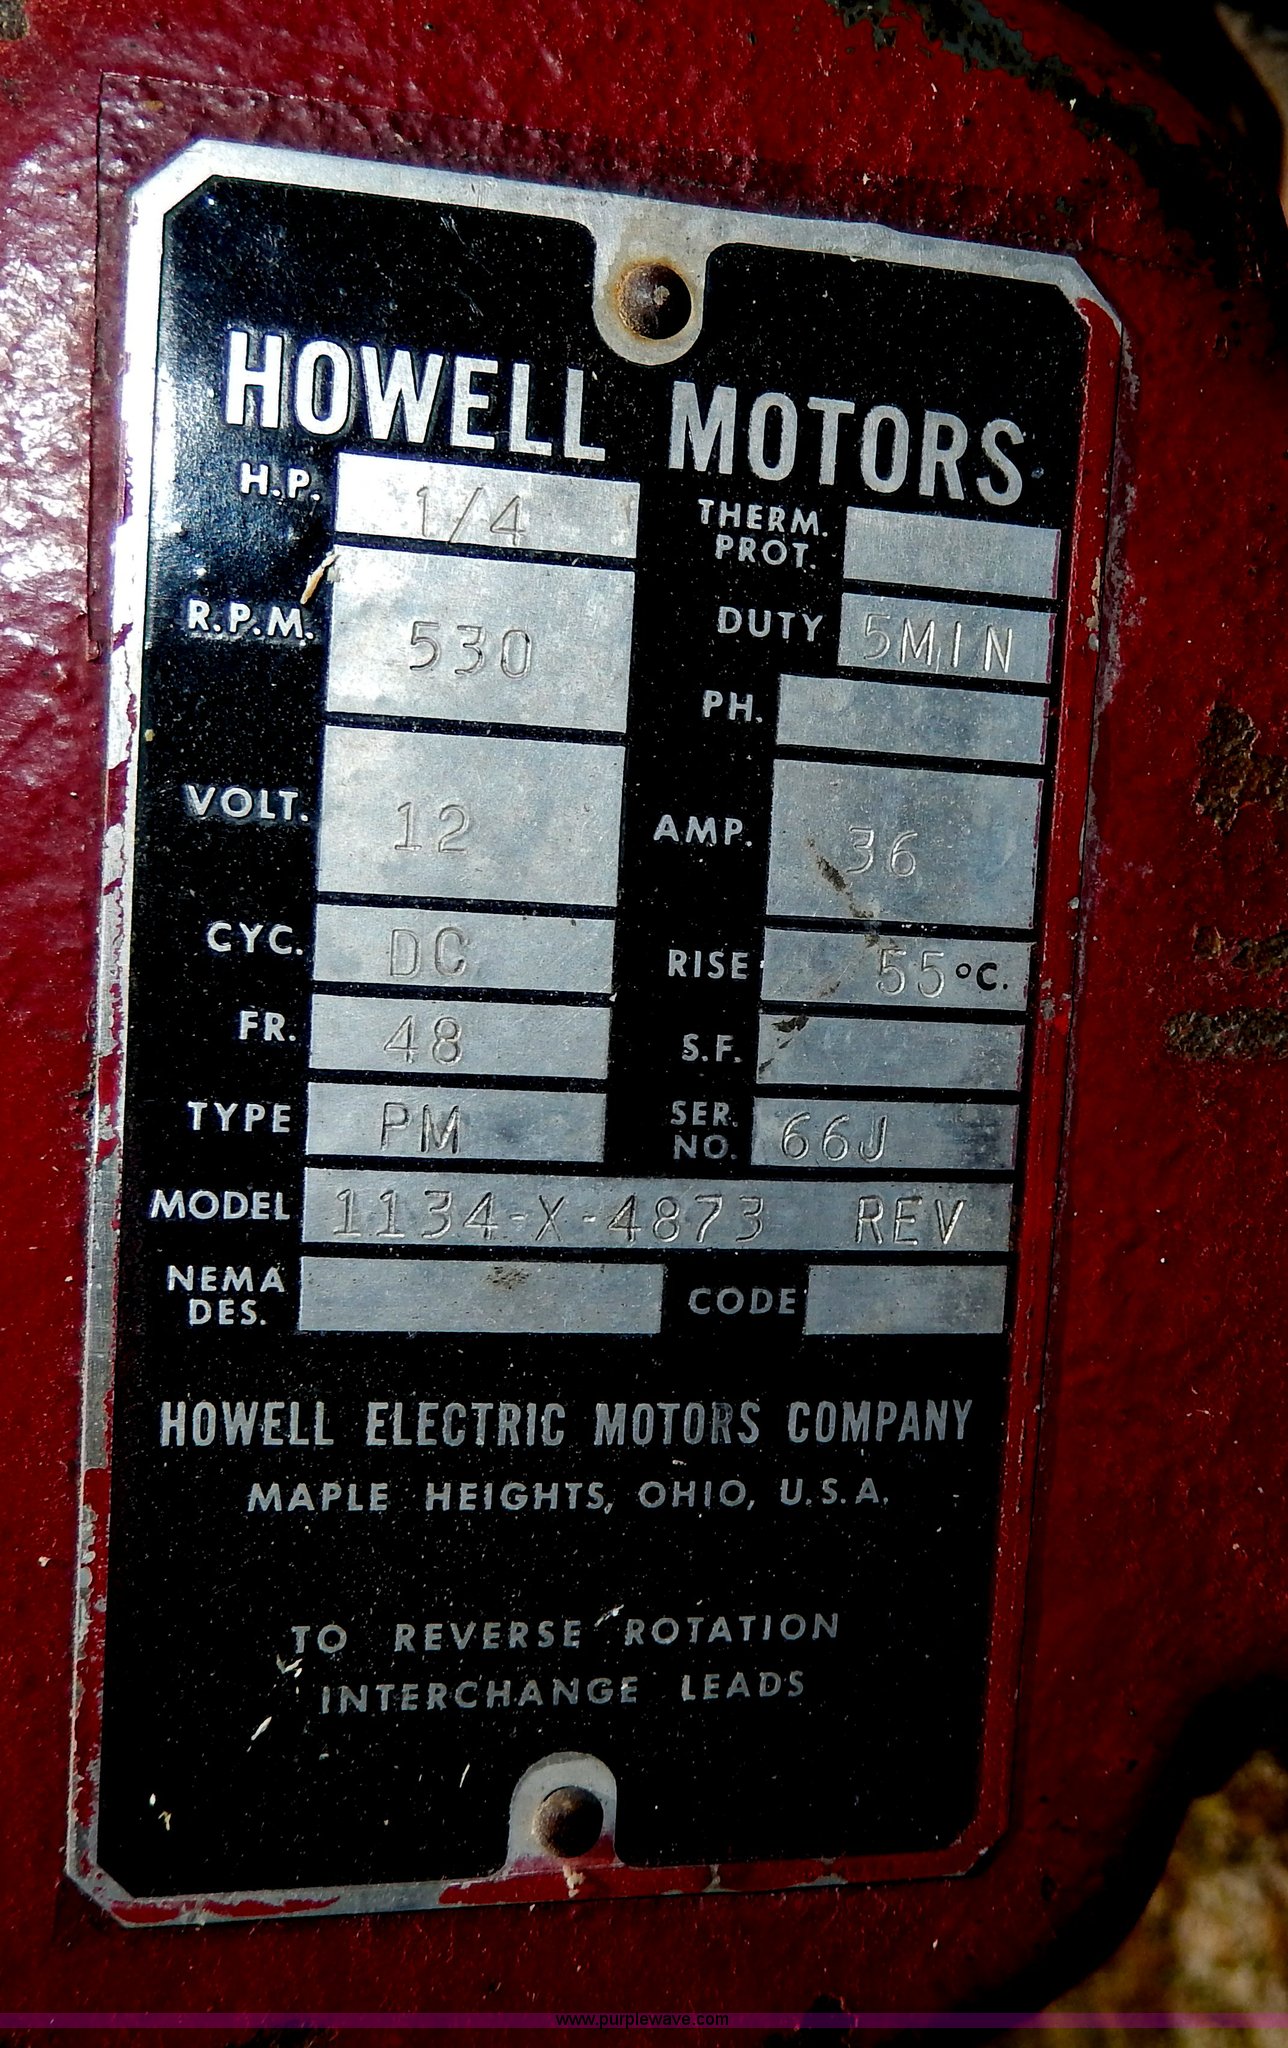 HOWELL MOTORS
H.P. 1/4
THERM. PROT.
R.P.M. 530
DUTY 5MIN
PH.
VOLT. 12
AMP. 36
CYC. DC
RISE 55°C.
FR. 48
S.F.
TYPE PM
SER. NO. 66J
MODEL 1134-X-4873 REV
NEMA DES.
CODE
HOWELL ELECTRIC MOTORS COMPANY
MAPLE HEIGHTS, OHIO, U.S.A.
TO REVERSE ROTATION
INTERCHANGE LEADS
www.purplewave.com